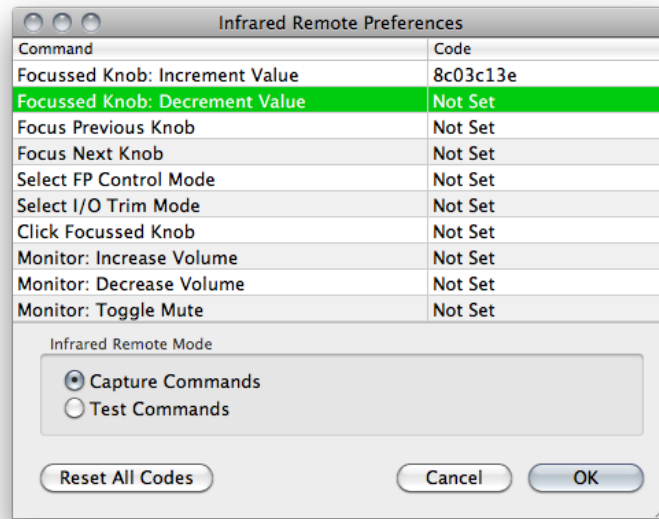 Infrared Remote Preferences
Command Code
Focussed Knob: Increment Value 8c03c13e
Focussed Knob: Decrement Value Not Set
Focus Previous Knob Not Set
Focus Next Knob Not Set
Select FP Control Mode Not Set
Select I/O Trim Mode Not Set
Click Focussed Knob Not Set
Monitor: Increase Volume Not Set
Monitor: Decrease Volume Not Set
Monitor: Toggle Mute Not Set
Infrared Remote Mode
Capture Commands
Test Commands
Reset All Codes Cancel OK